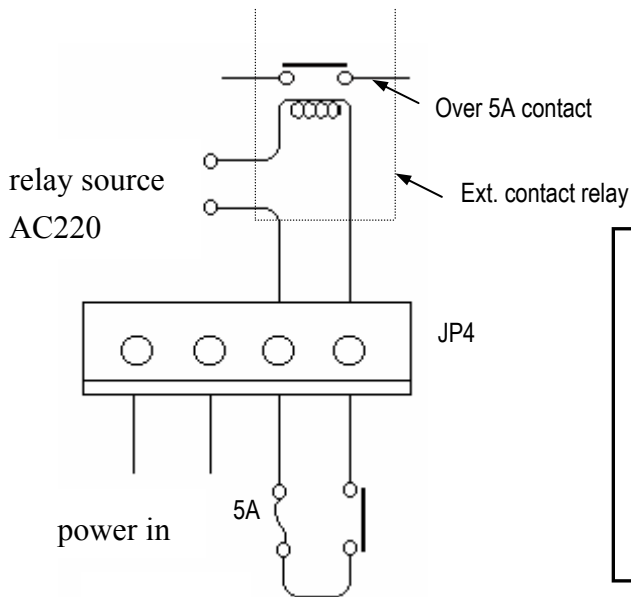 Over 5A contact
relay source
AC220
Ext. contact relay
JP4
5A
power in